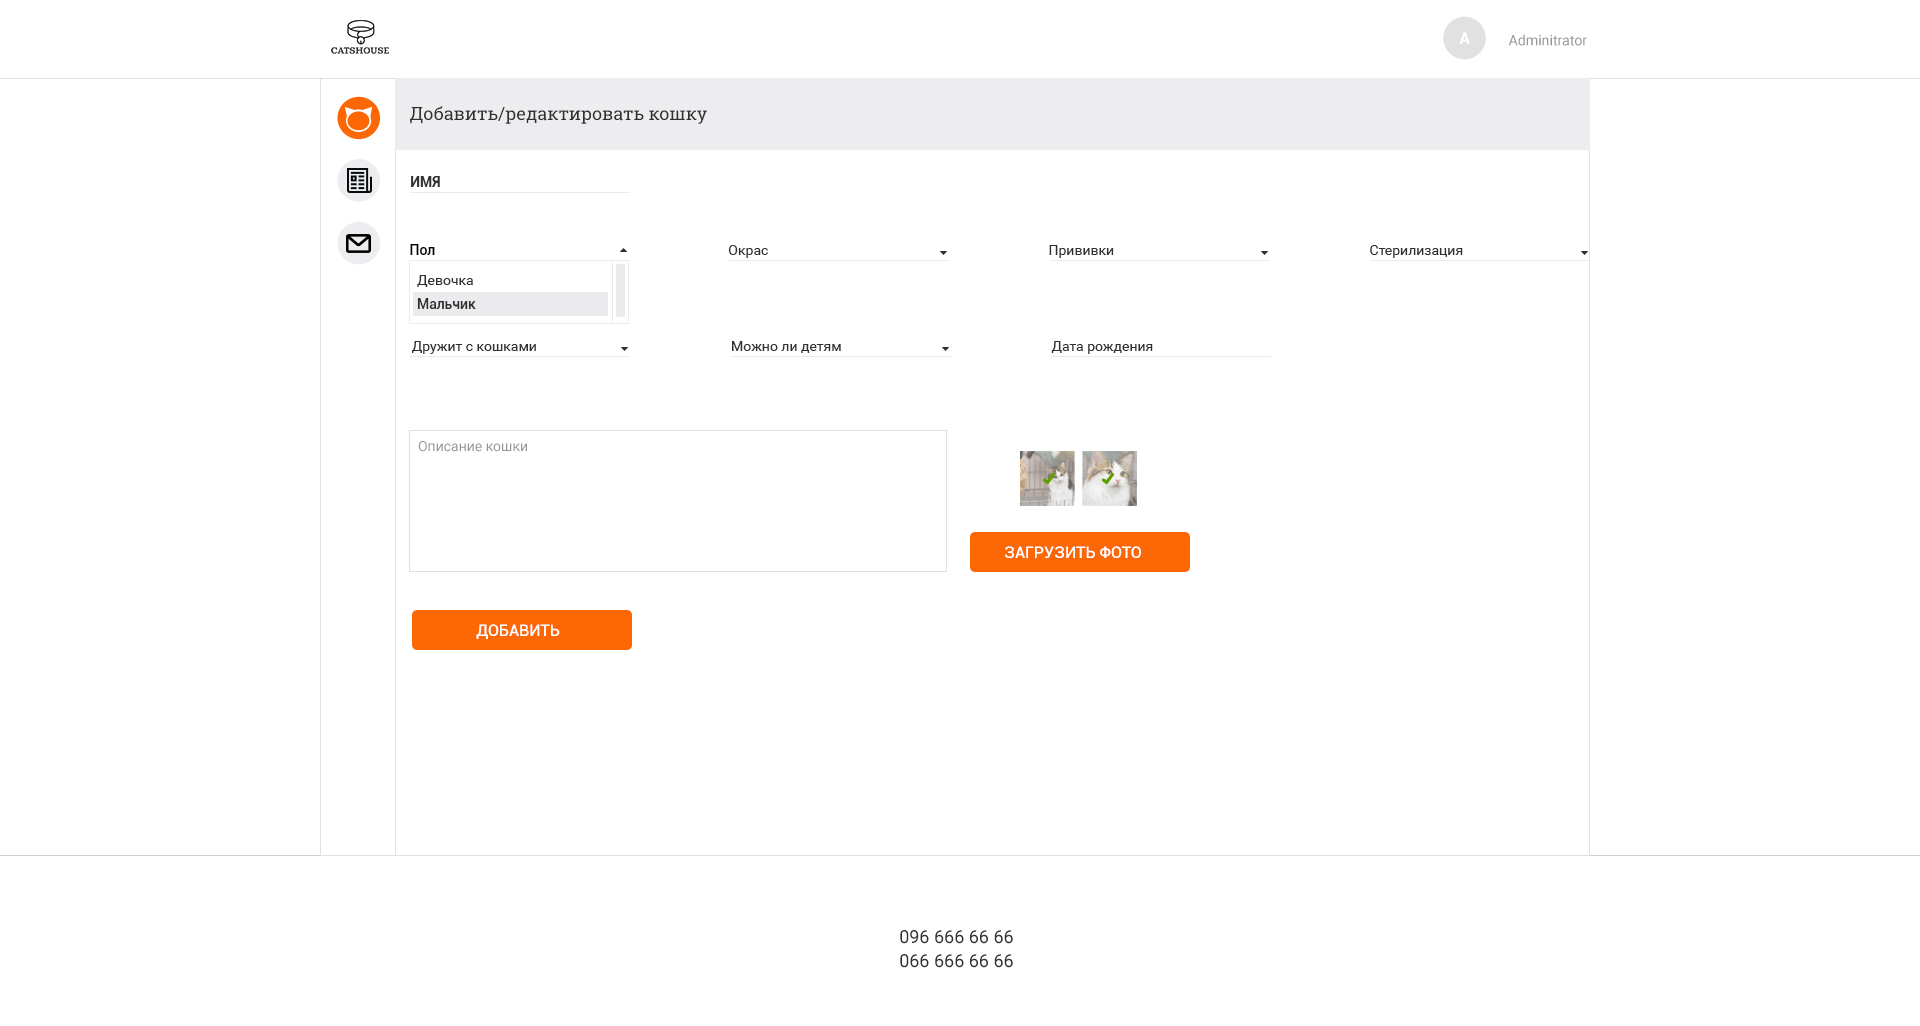 CATSHOUSE
A
Adminitrator
Добавить/редактировать кошку
ИМЯ
Пол
Окрас
Прививки
Стерилизация
Девочка
Мальчик
Дружит с кошками
Можно ли детям
Дата рождения
Описание кошки
ЗАГРУЗИТЬ ФОТО
ДОБАВИТЬ
096 666 66 66
066 666 66 66